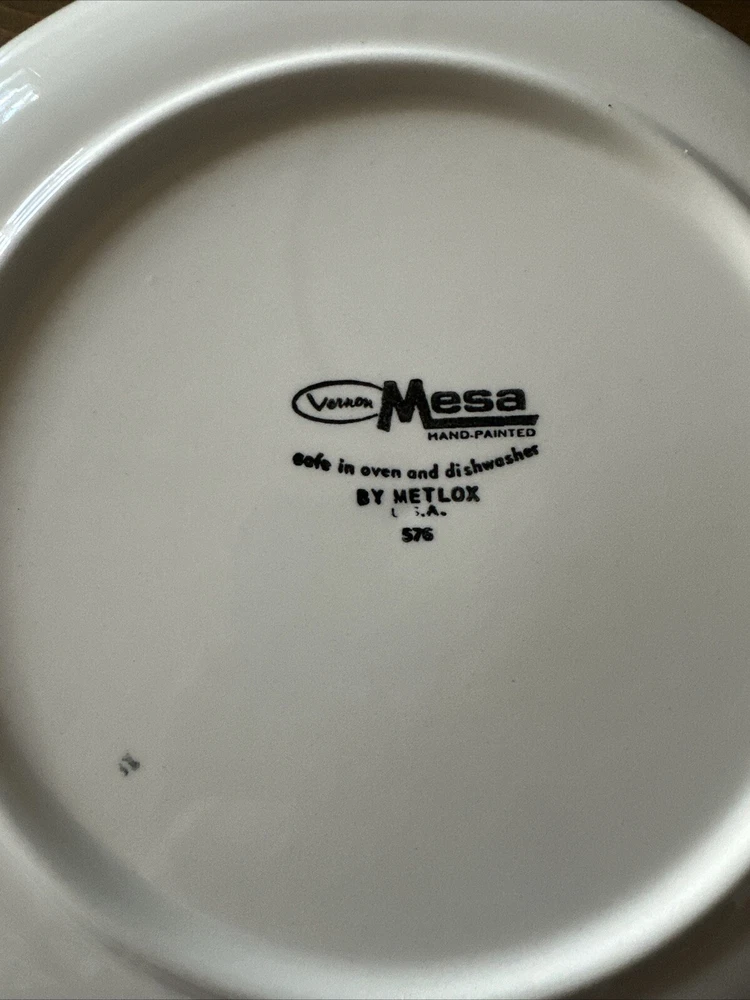 Vernon Mesa
HAND-PAINTED
safe in oven and dishwasher
BY METLOX
U.S.A.
576